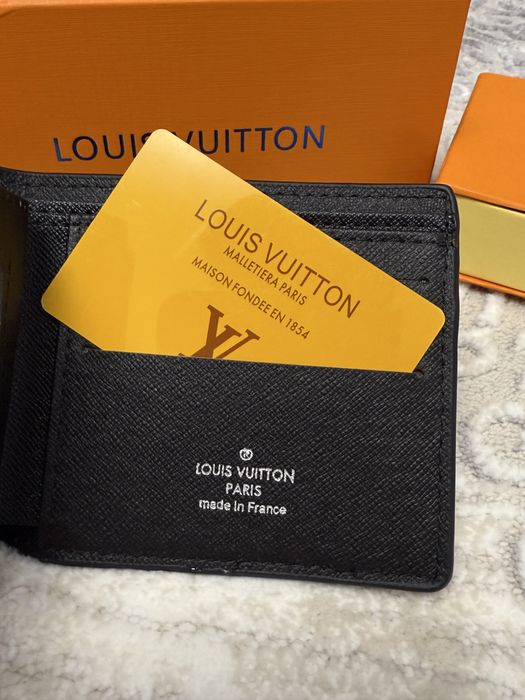 LOUIS VUITTON
LOUIS VUITTON
MALLETIERA PARIS
MAISON FONDEE EN 1854
LV
LOUIS VUITTON
PARIS
made in France